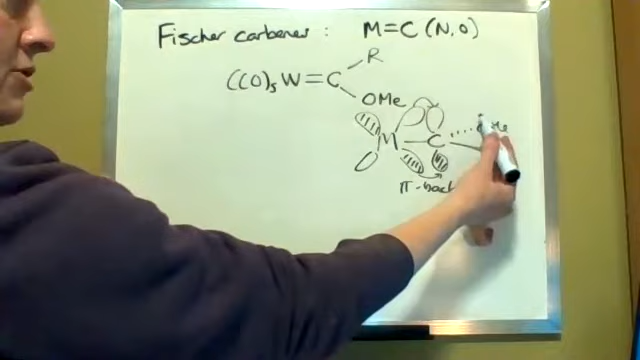 Fischer carbenes : M=C (N,O)
(CO)₅W=C
R
OMe
M — C
π-back